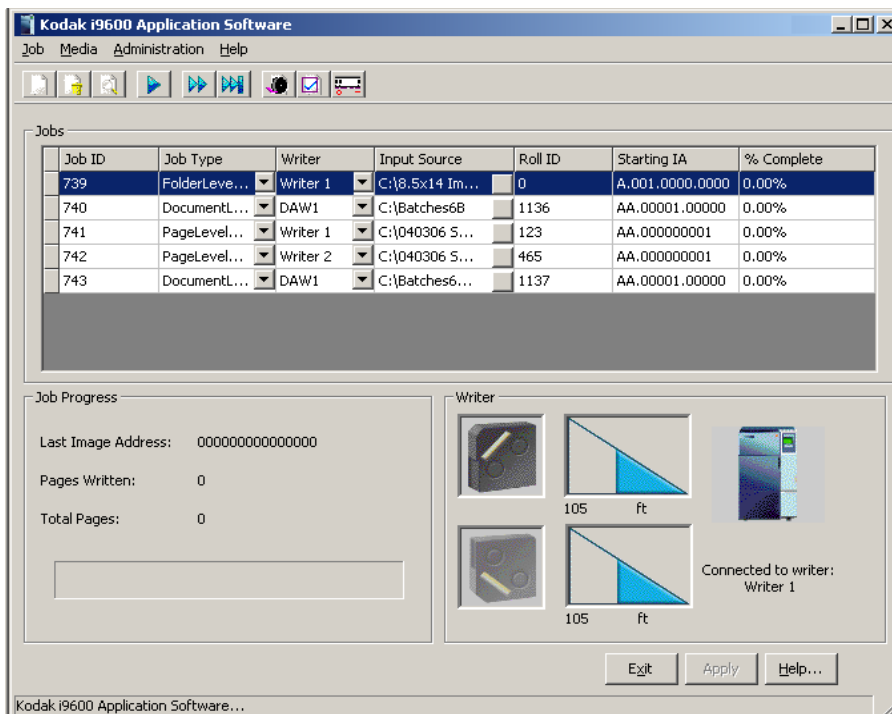 Kodak i9600 Application Software
Job Media Administration Help
Jobs
Job ID Job Type Writer Input Source Roll ID Starting IA % Complete
739 FolderLeve... Writer 1 C:\8.5x14 Im... 0 A.001.0000.0000 0.00%
740 DocumentL... DAW1 C:\Batches6B 1136 AA.00001.00000 0.00%
741 PageLevel... Writer 1 C:\040306 S... 123 AA.000000001 0.00%
742 PageLevel... Writer 2 C:\040306 S... 465 AA.000000001 0.00%
743 DocumentL... DAW1 C:\Batches6... 1137 AA.00001.00000 0.00%
Job Progress
Last Image Address: 000000000000000
Pages Written: 0
Total Pages: 0
Writer
105 ft
105 ft
Connected to writer:
Writer 1
Exit Apply Help...
Kodak i9600 Application Software...